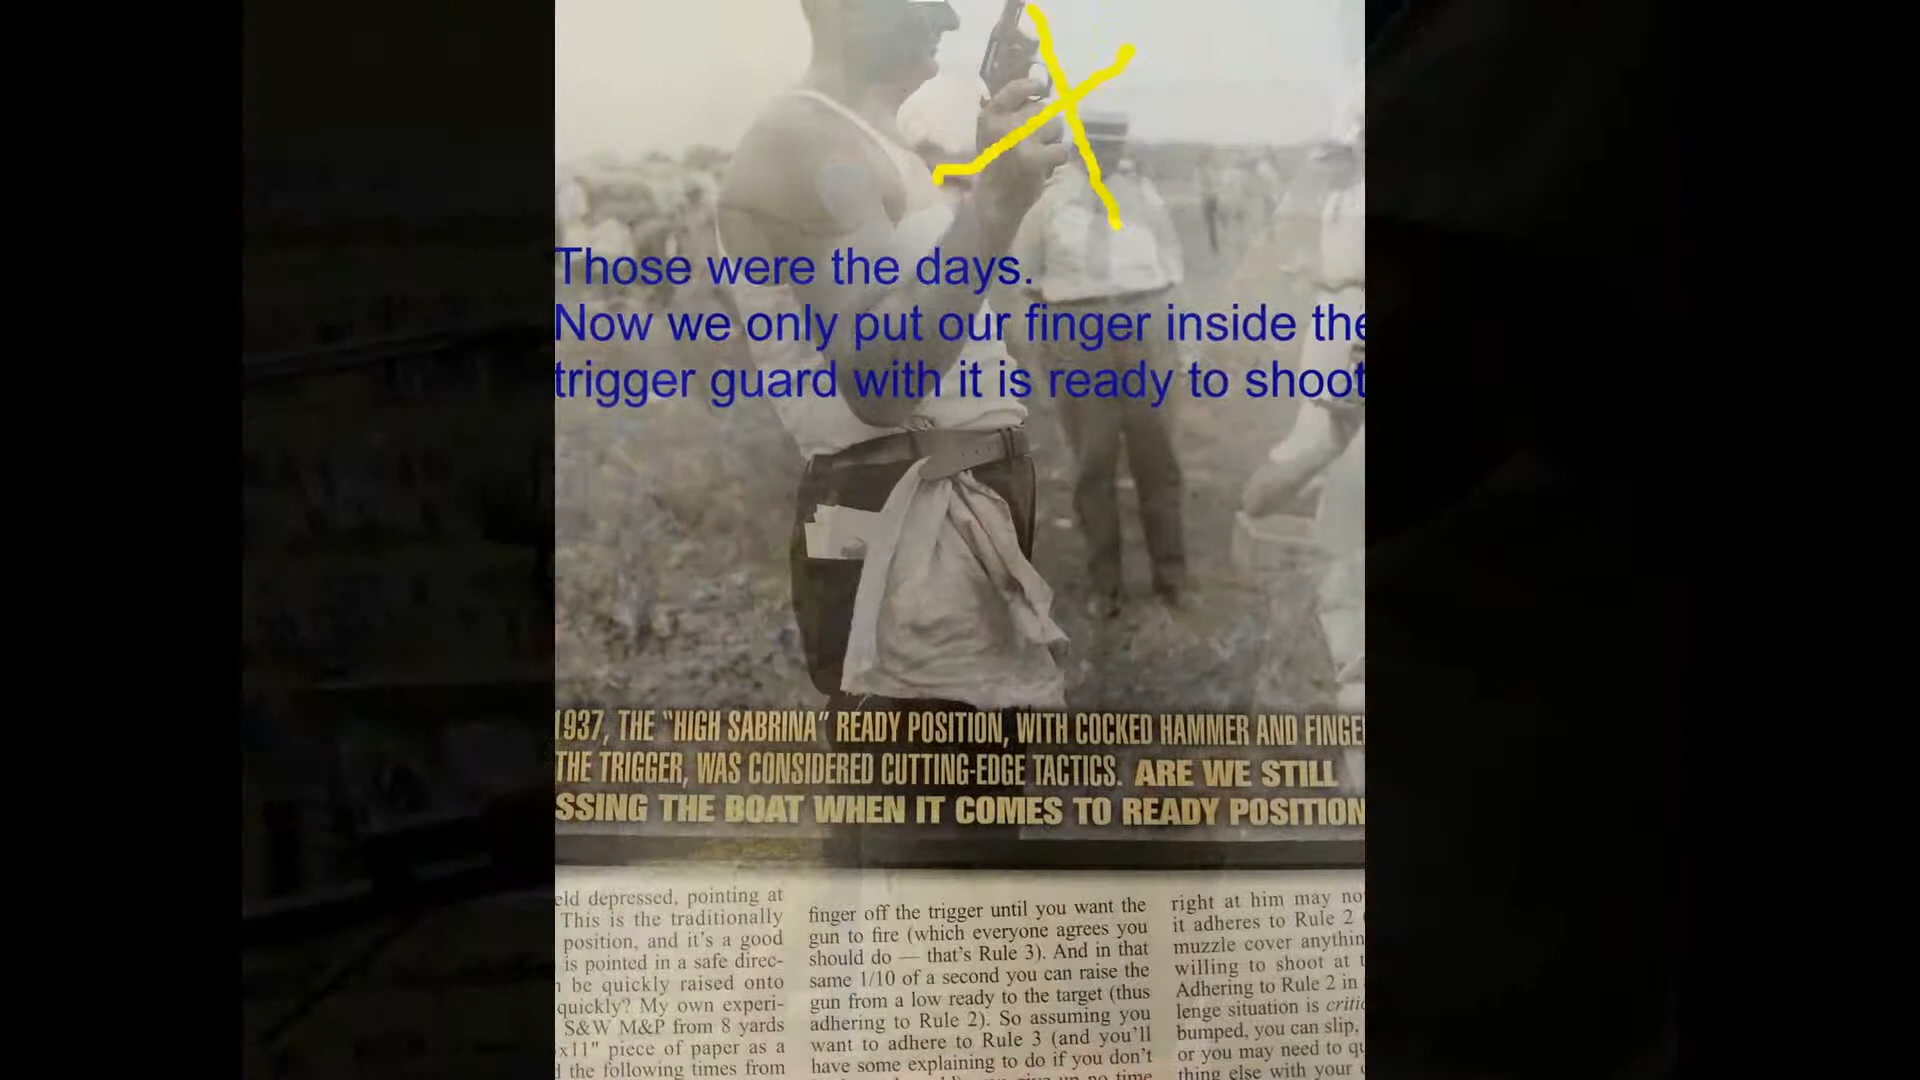 Those were the days.
Now we only put our finger inside the
trigger guard with it is ready to shoot
1937, THE "HIGH SABRINA" READY POSITION, WITH COCKED HAMMER AND FINGE
THE TRIGGER, WAS CONSIDERED CUTTING-EDGE TACTICS. ARE WE STILL
SSING THE BOAT WHEN IT COMES TO READY POSITION
eld depressed, pointing at
This is the traditionally
position, and it's a good
is pointed in a safe direc-
be quickly raised onto
quickly? My own experi-
S&W M&P from 8 yards
x11" piece of paper as a
the following times from
finger off the trigger until you want the
gun to fire (which everyone agrees you
should do — that's Rule 3). And in that
same 1/10 of a second you can raise the
gun from a low ready to the target (thus
adhering to Rule 2). So assuming you
want to adhere to Rule 3 (and you'll
have some explaining to do if you don't
right at him may no
it adheres to Rule 2
muzzle cover anythin
willing to shoot at t
Adhering to Rule 2 in
lenge situation is critic
bumped, you can slip,
or you may need to qu
thing else with your